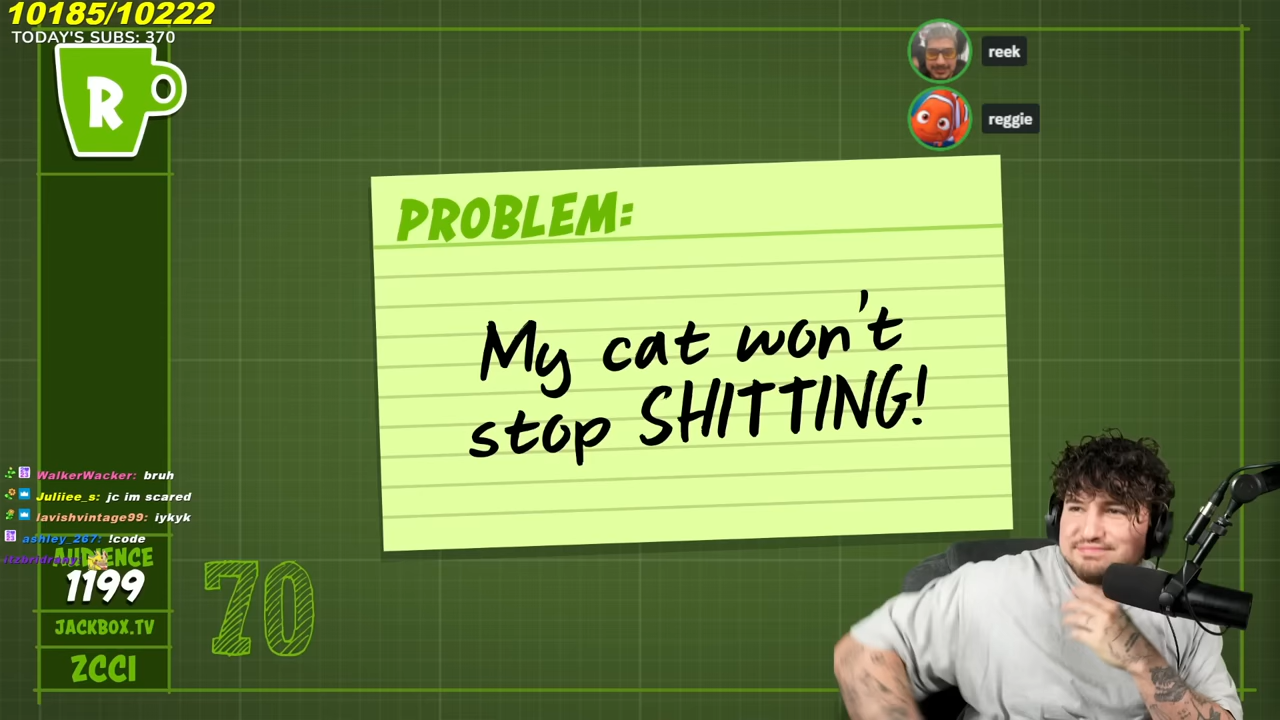 10185/10222
TODAY'S SUBS: 370
R
reek
reggie
PROBLEM:
My cat won't
stop SHITTING!
WalkerWacker: bruh
Juliiee_s: jc im scared
lavishvintage99: iykyk
ashley_267: !code
AUDIENCE
1199
70
JACKBOX.TV
ZCCI